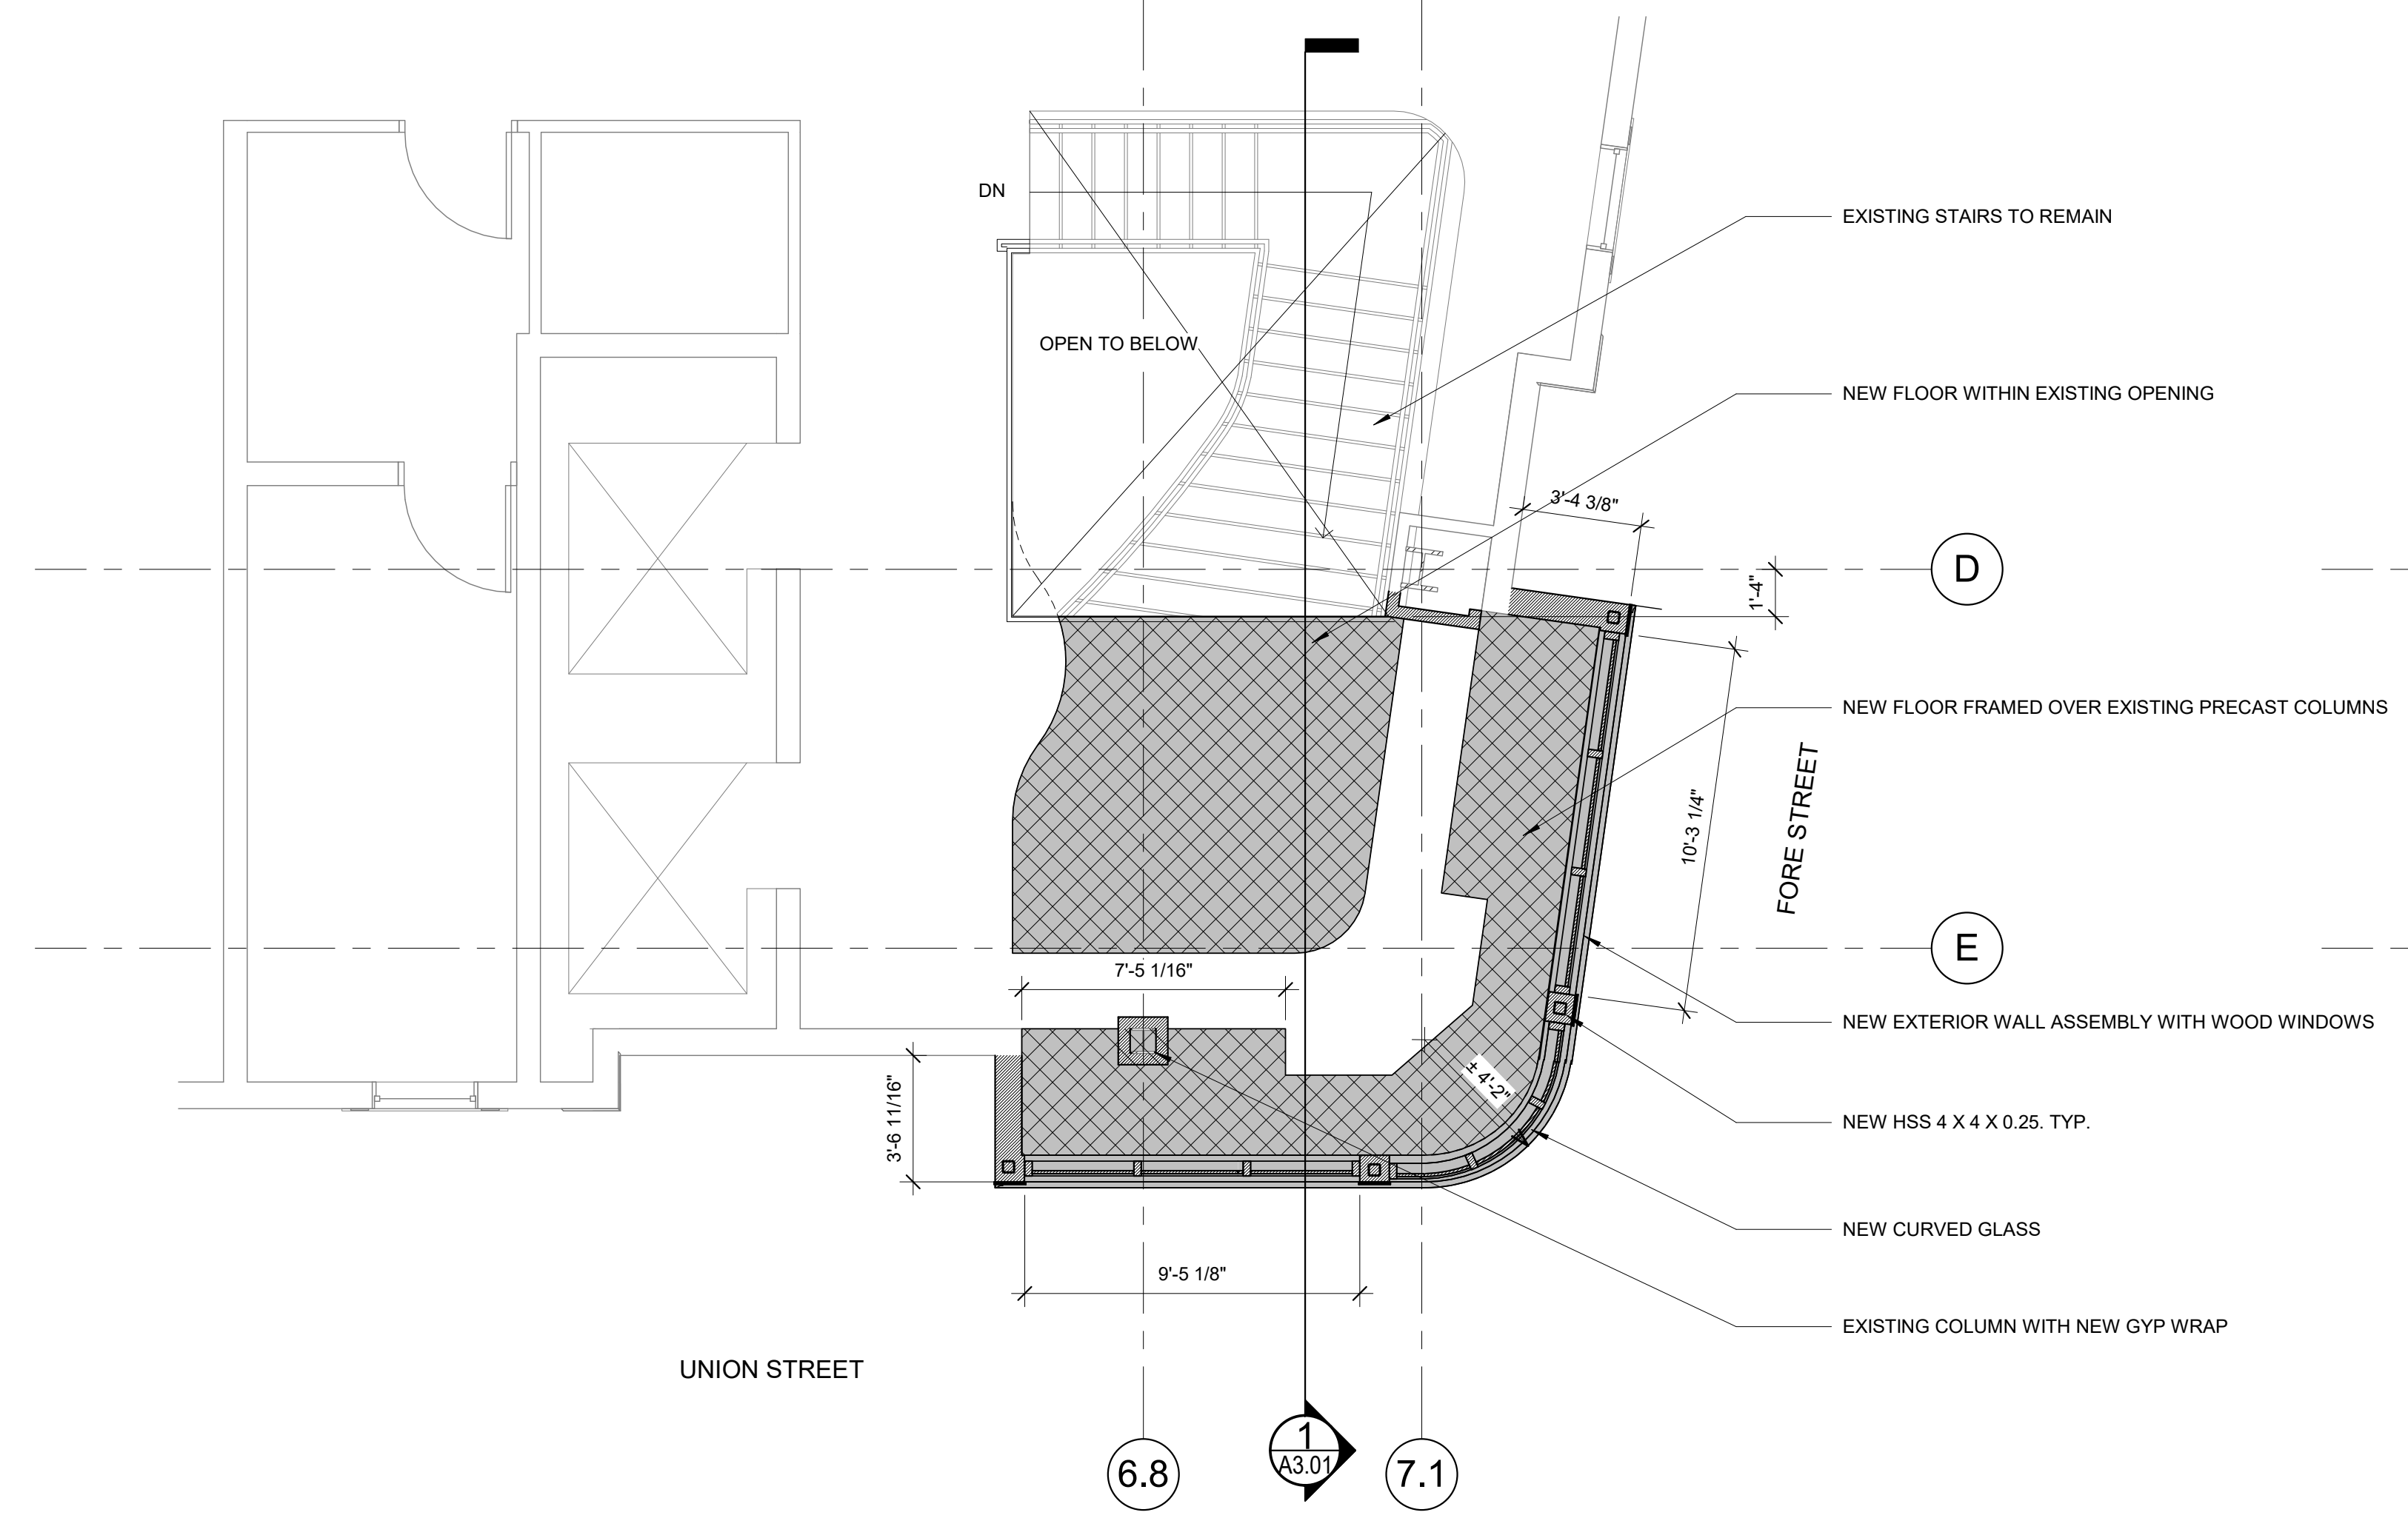 DN
EXISTING STAIRS TO REMAIN
OPEN TO BELOW
NEW FLOOR WITHIN EXISTING OPENING
3'-4 3/8"
D
1'-4"
NEW FLOOR FRAMED OVER EXISTING PRECAST COLUMNS
10'-3 1/4"
FORE STREET
E
7'-5 1/16"
NEW EXTERIOR WALL ASSEMBLY WITH WOOD WINDOWS
± 4'-2"
3'-6 11/16"
NEW HSS 4 X 4 X 0.25. TYP.
NEW CURVED GLASS
9'-5 1/8"
EXISTING COLUMN WITH NEW GYP WRAP
UNION STREET
6.8
1
A3.01
7.1